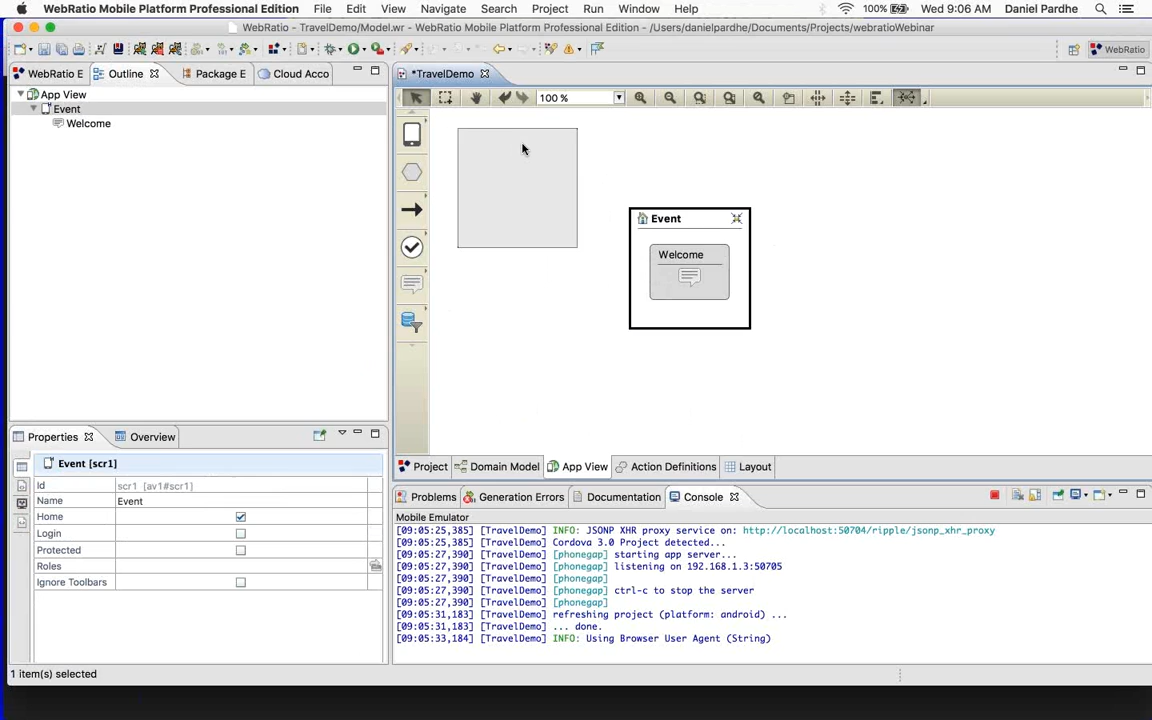 WebRatio Mobile Platform Professional Edition File Edit View Navigate Search Project Run Window Help 100% Wed 9:06 AM Daniel Pardhe
WebRatio - TravelDemo/Model.wr - WebRatio Mobile Platform Professional Edition - /Users/danielpardhe/Documents/Projects/webratioWebinar
WebRatio
WebRatio E Outline Package E Cloud Acco
*TravelDemo
100 %
App View
Event
Welcome
Event
Welcome
Properties Overview
Event [scr1]
Id scr1 [av1#scr1]
Name Event
Home
Login
Protected
Roles
Ignore Toolbars
Project Domain Model App View Action Definitions Layout
Problems Generation Errors Documentation Console
Mobile Emulator
[09:05:25,385] [TravelDemo] INFO: JSONP XHR proxy service on: http://localhost:50704/ripple/jsonp_xhr_proxy
[09:05:25,385] [TravelDemo] Cordova 3.0 Project detected...
[09:05:27,390] [TravelDemo] [phonegap] starting app server...
[09:05:27,390] [TravelDemo] [phonegap] listening on 192.168.1.3:50705
[09:05:27,390] [TravelDemo] [phonegap]
[09:05:27,390] [TravelDemo] [phonegap] ctrl-c to stop the server
[09:05:27,390] [TravelDemo] [phonegap]
[09:05:31,183] [TravelDemo] refreshing project (platform: android) ...
[09:05:31,183] [TravelDemo] ... done.
[09:05:33,184] [TravelDemo] INFO: Using Browser User Agent (String)
1 item(s) selected